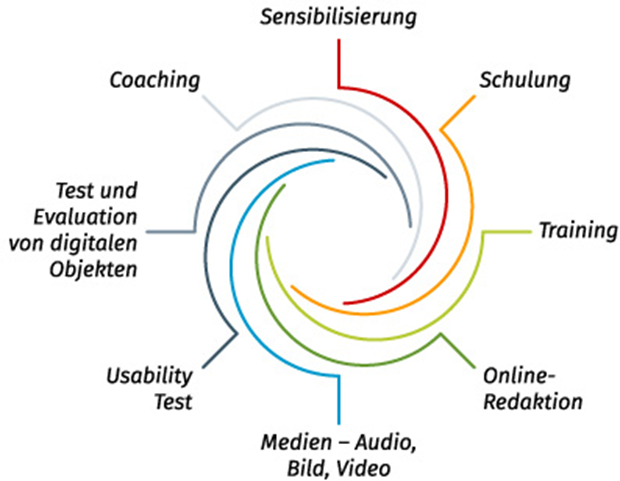 Sensibilisierung
Schulung
Training
Online-
Redaktion
Medien – Audio,
Bild, Video
Usability
Test
Test und
Evaluation
von digitalen
Objekten
Coaching